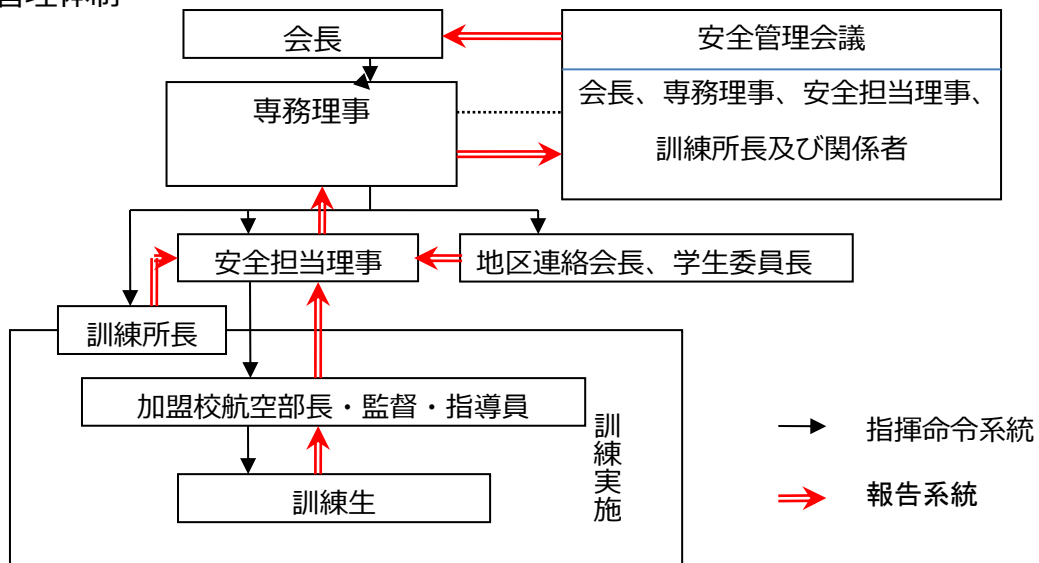 管理体制
会長
安全管理会議
専務理事
会長、専務理事、安全担当理事、
訓練所長及び関係者
安全担当理事
地区連絡会長、学生委員長
訓練所長
加盟校航空部長・監督・指導員
訓練生
訓練実施
指揮命令系統
報告系統